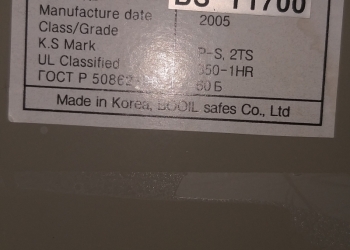 Manufacture date 2005
Class/Grade
K.S Mark P-S, 2TS
UL Classified 350-1HR
ГОСТ Р 50862 60 Б
Made in Korea, BOOIL safes Co., Ltd